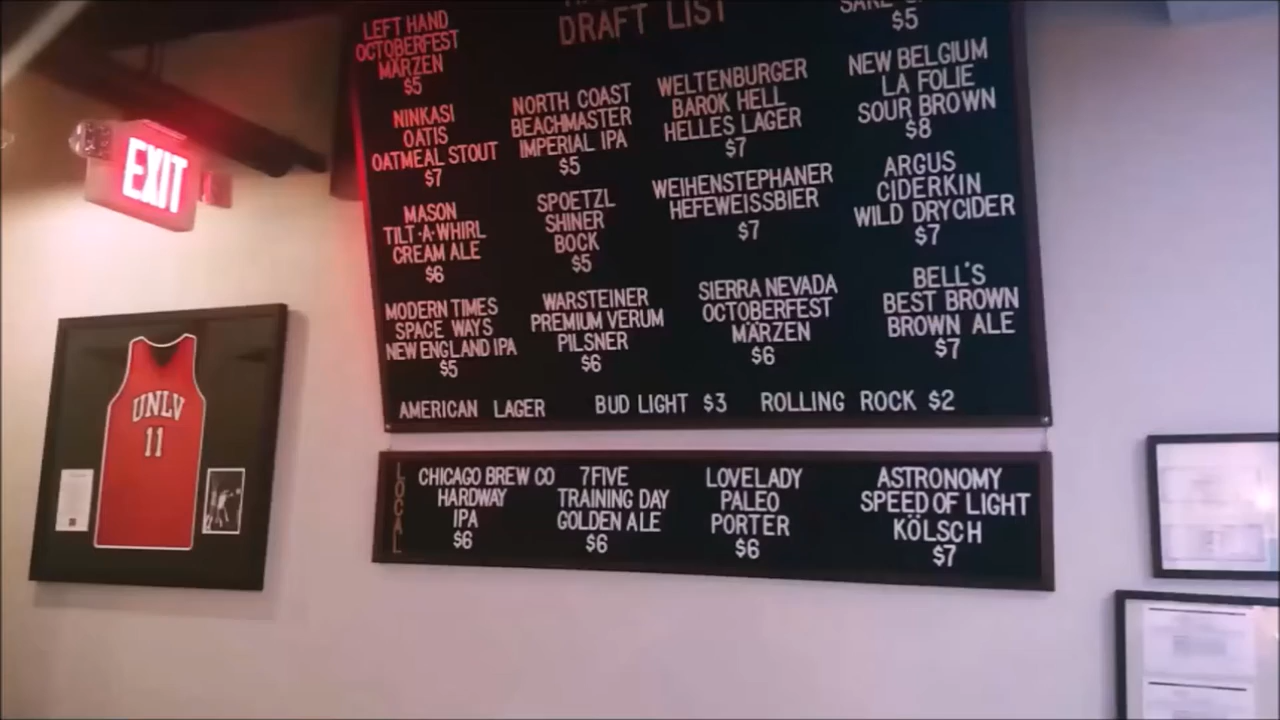 DRAFT LIST
LEFT HAND
OCTOBERFEST
MÄRZEN
$5
NINKASI
OATIS
OATMEAL STOUT
$7
MASON
TILT-A-WHIRL
CREAM ALE
$6
MODERN TIMES
SPACE WAYS
NEW ENGLAND IPA
$5
NORTH COAST
BEACHMASTER
IMPERIAL IPA
$5
SPOETZL
SHINER
BOCK
$5
WARSTEINER
PREMIUM VERUM
PILSNER
$6
WELTENBURGER
BAROK HELL
HELLES LAGER
$7
WEIHENSTEPHANER
HEFEWEISSBIER
$7
SIERRA NEVADA
OCTOBERFEST
MÄRZEN
$6
$5
NEW BELGIUM
LA FOLIE
SOUR BROWN
$8
ARGUS
CIDERKIN
WILD DRY CIDER
$7
BELL'S
BEST BROWN
BROWN ALE
$7
AMERICAN LAGER BUD LIGHT $3 ROLLING ROCK $2
LOCAL
CHICAGO BREW CO
HARDWAY
IPA
$6
7FIVE
TRAINING DAY
GOLDEN ALE
$6
LOVELADY
PALEO
PORTER
$6
ASTRONOMY
SPEED OF LIGHT
KÖLSCH
$7
EXIT
UNLV
11